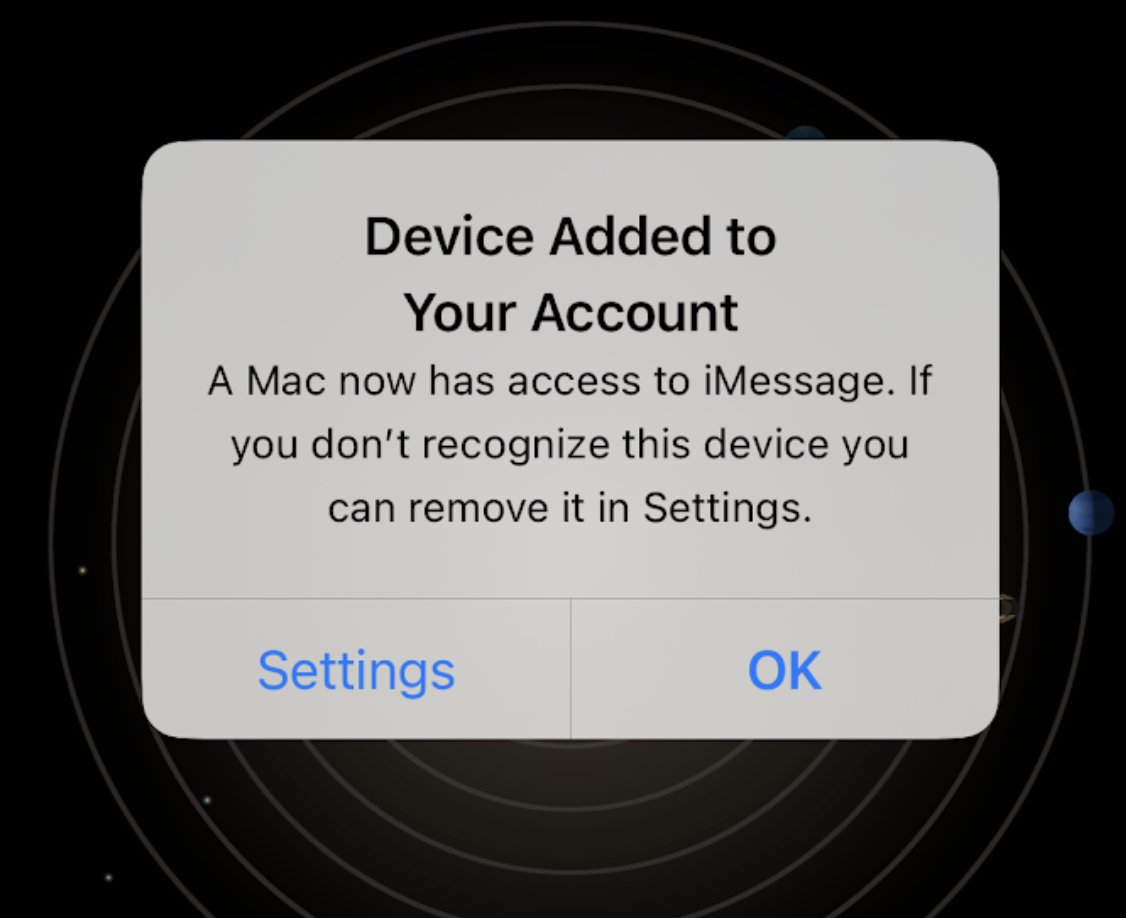 Device Added to
Your Account
A Mac now has access to iMessage. If
you don’t recognize this device you
can remove it in Settings.
Settings
OK